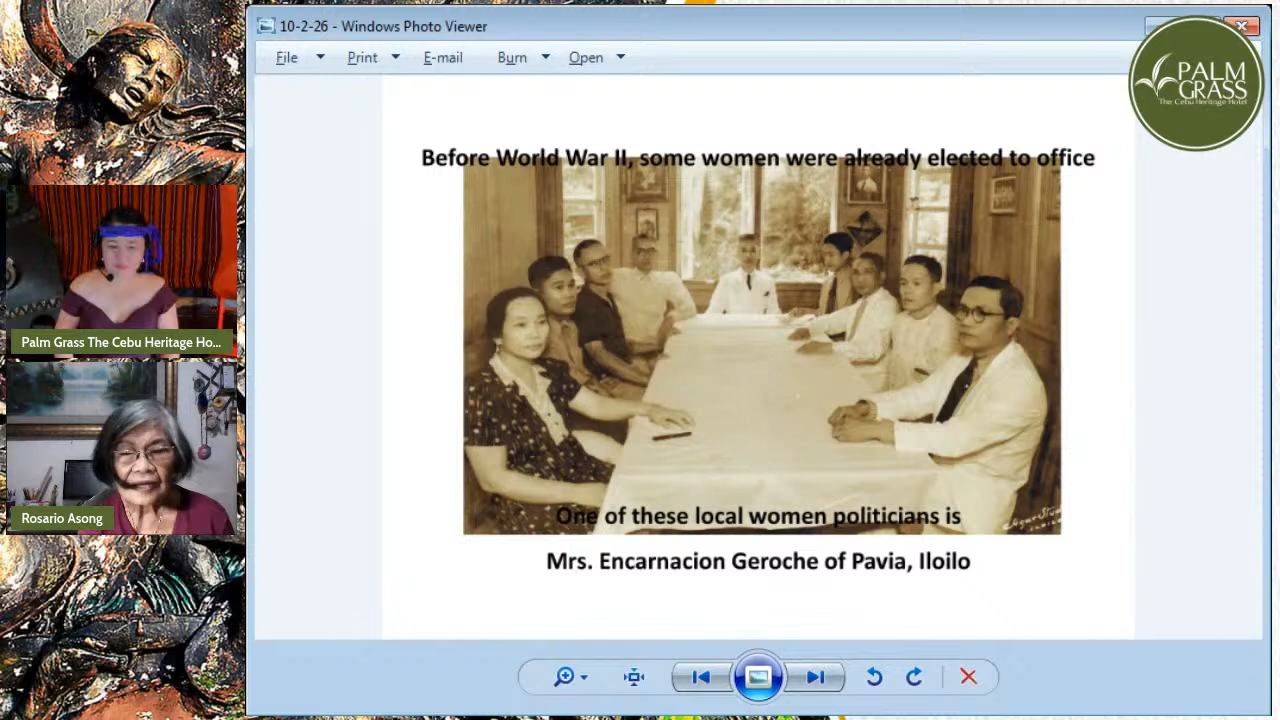 10-2-26 - Windows Photo Viewer
File Print E-mail Burn Open
PALM
GRASS
The Cebu Heritage Hotel
Before World War II, some women were already elected to office
One of these local women politicians is
Mrs. Encarnacion Geroche of Pavia, Iloilo
Palm Grass The Cebu Heritage Ho...
Rosario Asong